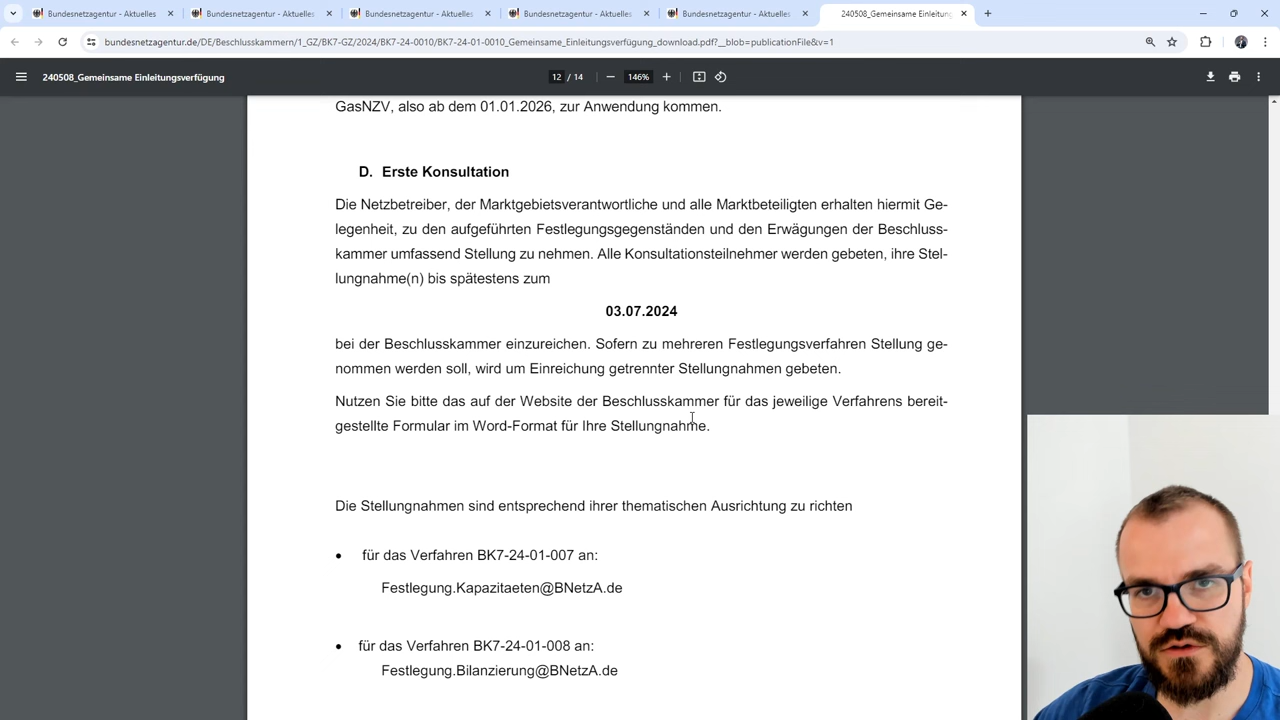 Bundesnetzagentur - Aktuelles
Bundesnetzagentur - Aktuelles
Bundesnetzagentur - Aktuelles
Bundesnetzagentur - Aktuelles
Bundesnetzagentur - Aktuelles
240508_Gemeinsame Einleitung
bundesnetzagentur.de/DE/Beschlusskammern/1_GZ/BK7-GZ/2024/BK7-24-0010/BK7-24-01-0010_Gemeinsame_Einleitungsverfügung_download.pdf?__blob=publicationFile&v=1
240508_Gemeinsame Einleitungsverfügung
12 / 14
146%
GasNZV, also ab dem 01.01.2026, zur Anwendung kommen.
D. Erste Konsultation
Die Netzbetreiber, der Marktgebietsverantwortliche und alle Marktbeteiligten erhalten hiermit Ge-
legenheit, zu den aufgeführten Festlegungsgegenständen und den Erwägungen der Beschluss-
kammer umfassend Stellung zu nehmen. Alle Konsultationsteilnehmer werden gebeten, ihre Stel-
lungnahme(n) bis spätestens zum
03.07.2024
bei der Beschlusskammer einzureichen. Sofern zu mehreren Festlegungsverfahren Stellung ge-
nommen werden soll, wird um Einreichung getrennter Stellungnahmen gebeten.
Nutzen Sie bitte das auf der Website der Beschlusskammer für das jeweilige Verfahrens bereit-
gestellte Formular im Word-Format für Ihre Stellungnahme.
Die Stellungnahmen sind entsprechend ihrer thematischen Ausrichtung zu richten
• für das Verfahren BK7-24-01-007 an:
Festlegung.Kapazitaeten@BNetzA.de
• für das Verfahren BK7-24-01-008 an:
Festlegung.Bilanzierung@BNetzA.de